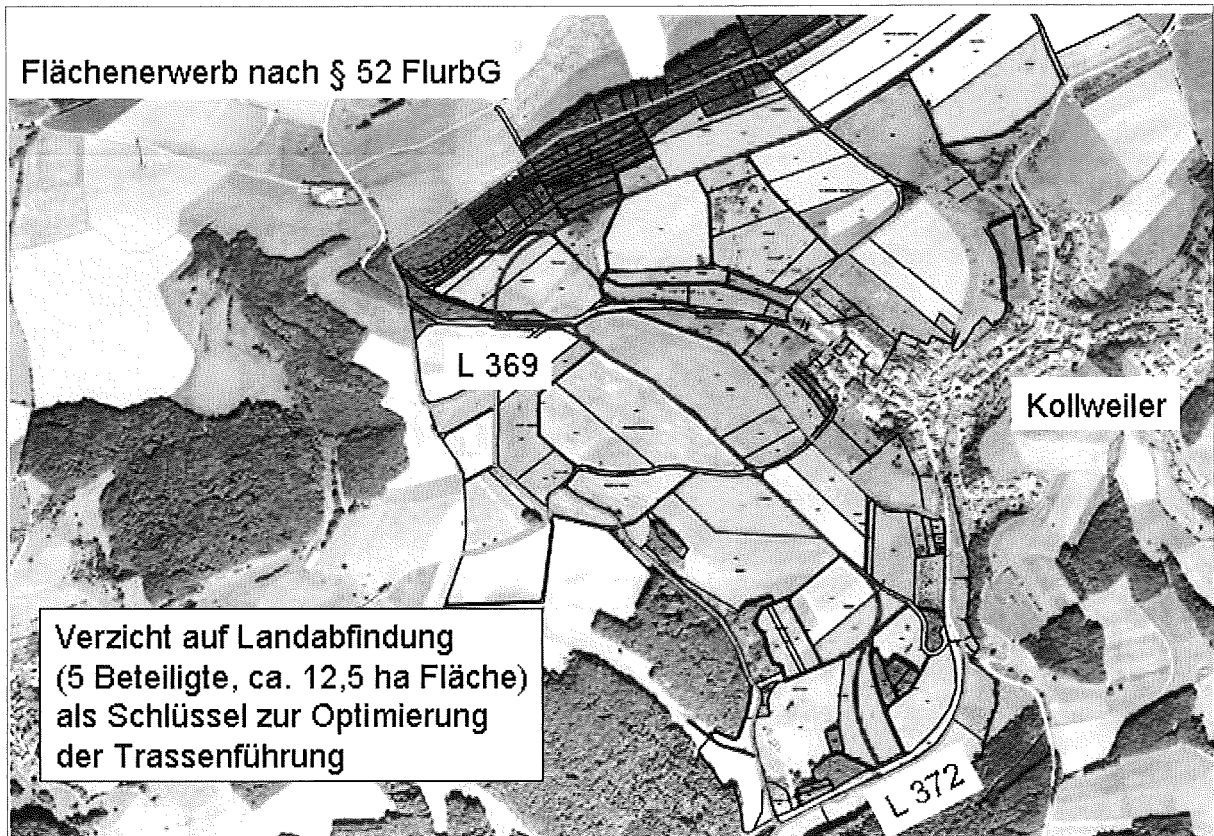 Flächenerwerb nach § 52 FlurbG
L 369
Kollweiler
Verzicht auf Landabfindung
(5 Beteiligte, ca. 12,5 ha Fläche)
als Schlüssel zur Optimierung
der Trassenführung
L 372